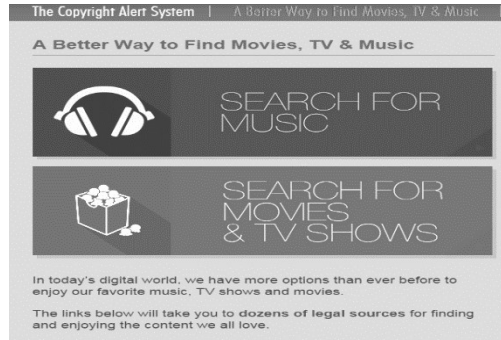 The Copyright Alert System | A Better Way to Find Movies, TV & Music
A Better Way to Find Movies, TV & Music
SEARCH FOR
MUSIC
SEARCH FOR
MOVIES
& TV SHOWS
In today's digital world, we have more options than ever before to
enjoy our favorite music, TV shows and movies.
The links below will take you to dozens of legal sources for finding
and enjoying the content we all love.